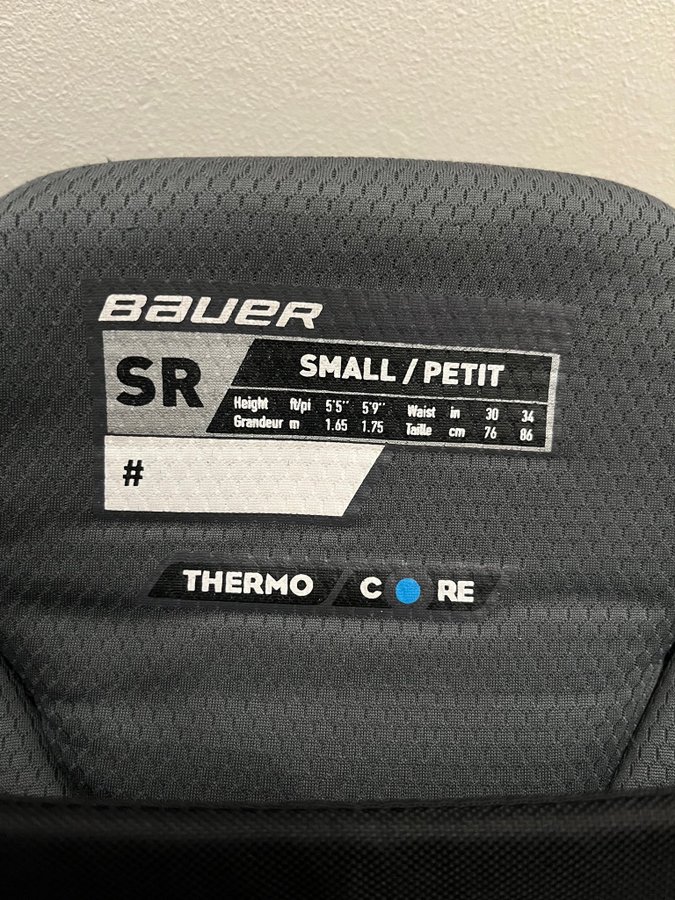 BAUER
SR
SMALL / PETIT
Height ft/pi 5'5'' 5'9'' Waist in 30 34
Grandeur m 1.65 1.75 Taille cm 76 86
#
THERMO CORE